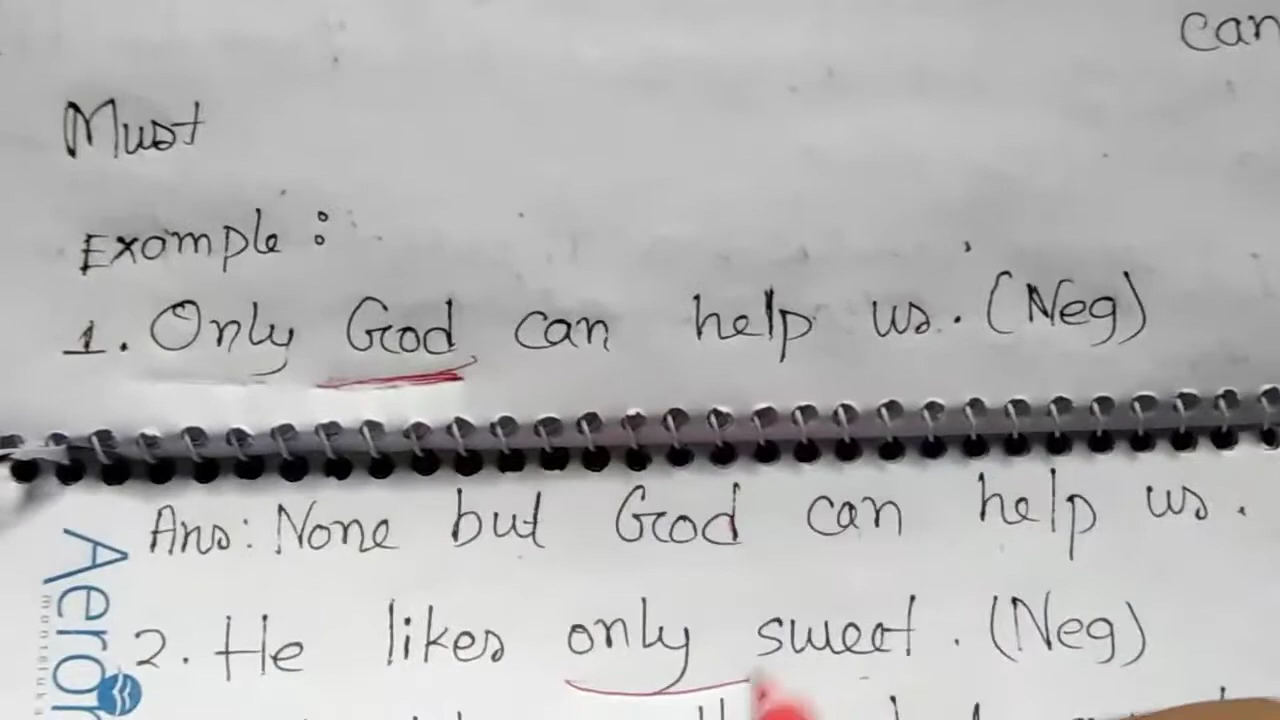 can
Must
Example:
1. Only God can help us. (Neg)
Ans: None but God can help us.
2. He likes only sweet. (Neg)
Aeron